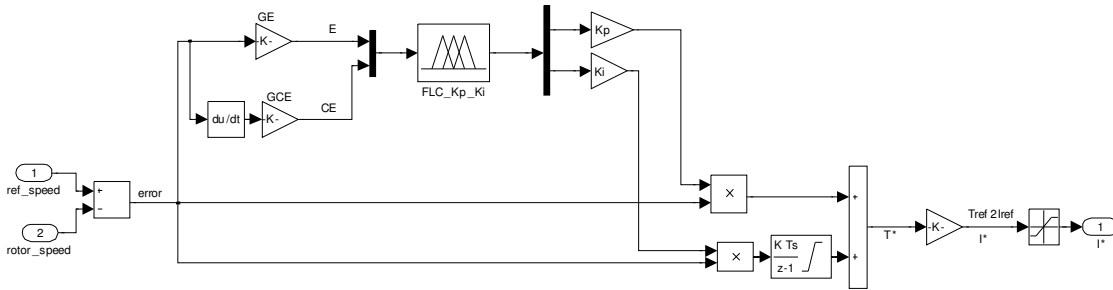 GE
-K-
E
Kp
Ki
FLC_Kp_Ki
du/dt
GCE
-K-
CE
1
ref_speed
2
rotor_speed
+
−
error
×
×
K Ts
z-1
+
+
T*
-K-
Tref 2Iref
I*
1
I*